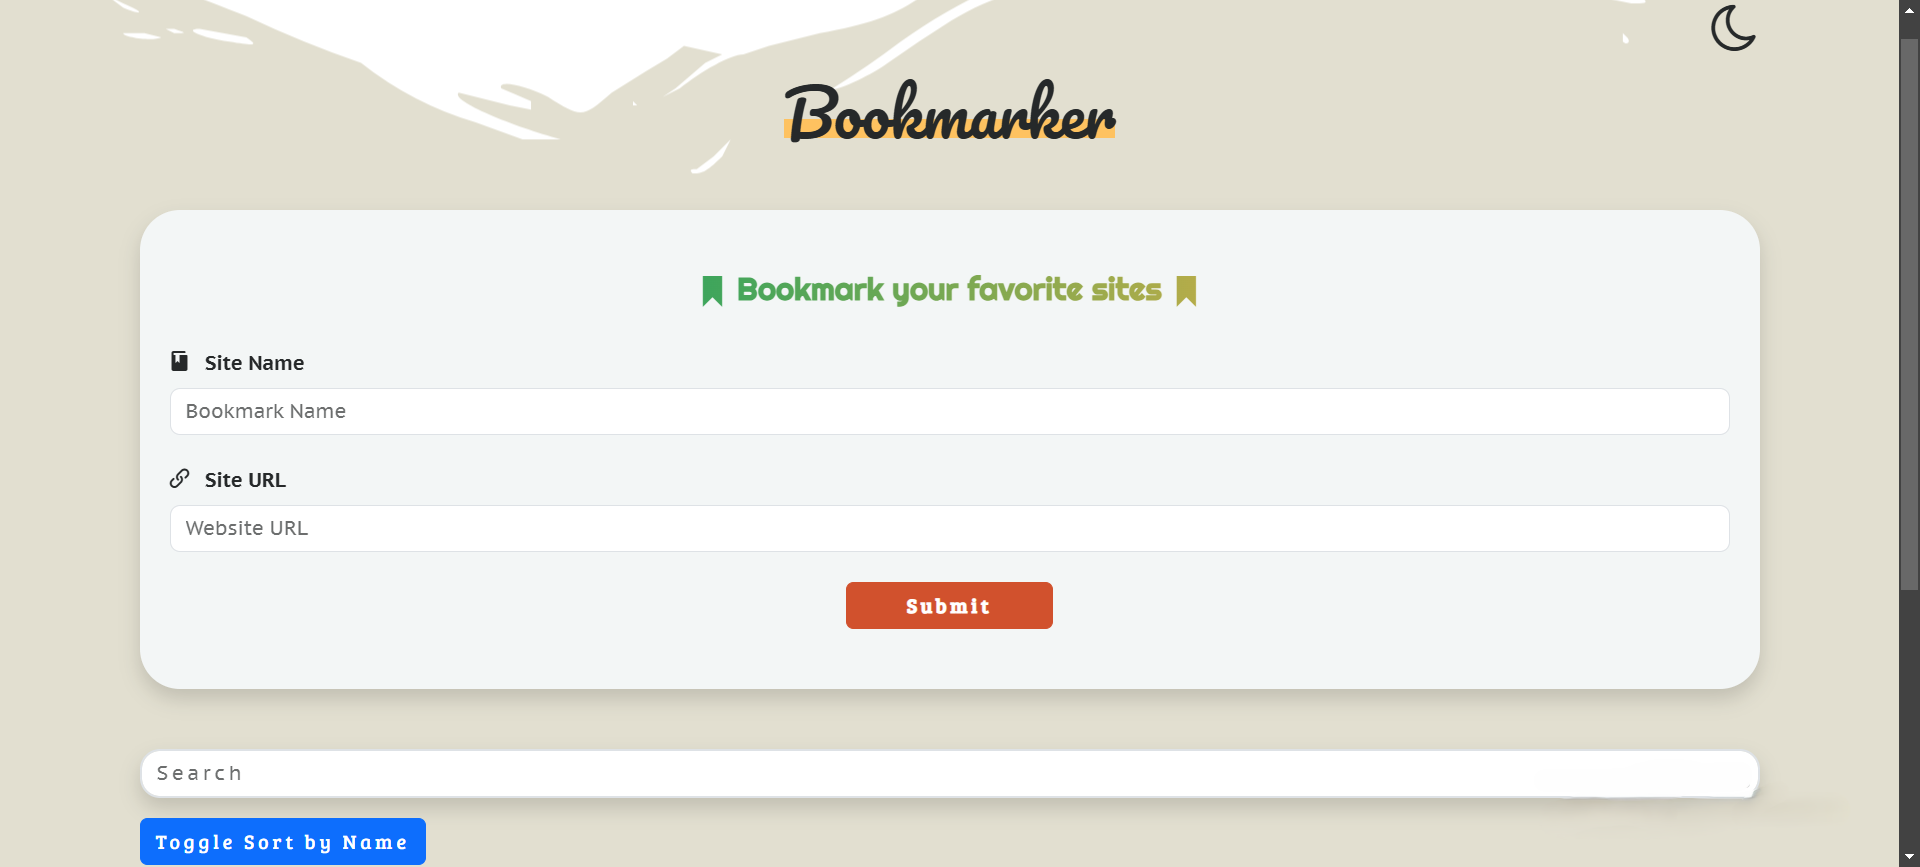 Bookmarker
Bookmark your favorite sites
Site Name
Bookmark Name
Site URL
Website URL
Submit
Search
Toggle Sort by Name